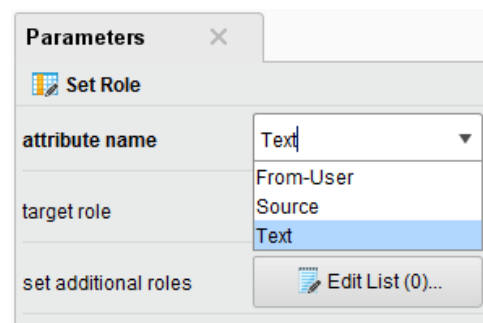 Parameters
Set Role
attribute name
Text
From-User
Source
Text
target role
set additional roles
Edit List (0)...